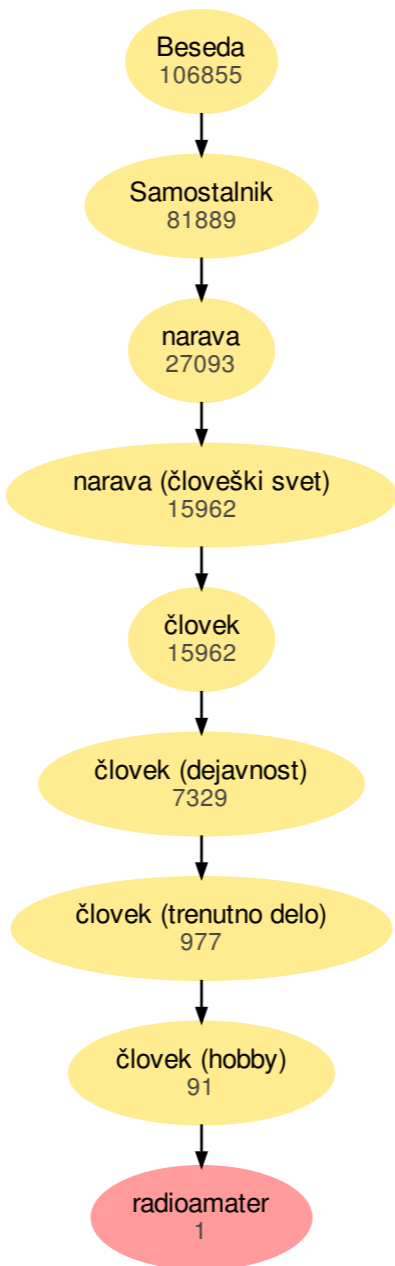 Beseda
106855
Samostalnik
81889
narava
27093
narava (človeški svet)
15962
človek
15962
človek (dejavnost)
7329
človek (trenutno delo)
977
človek (hobby)
91
radioamater
1